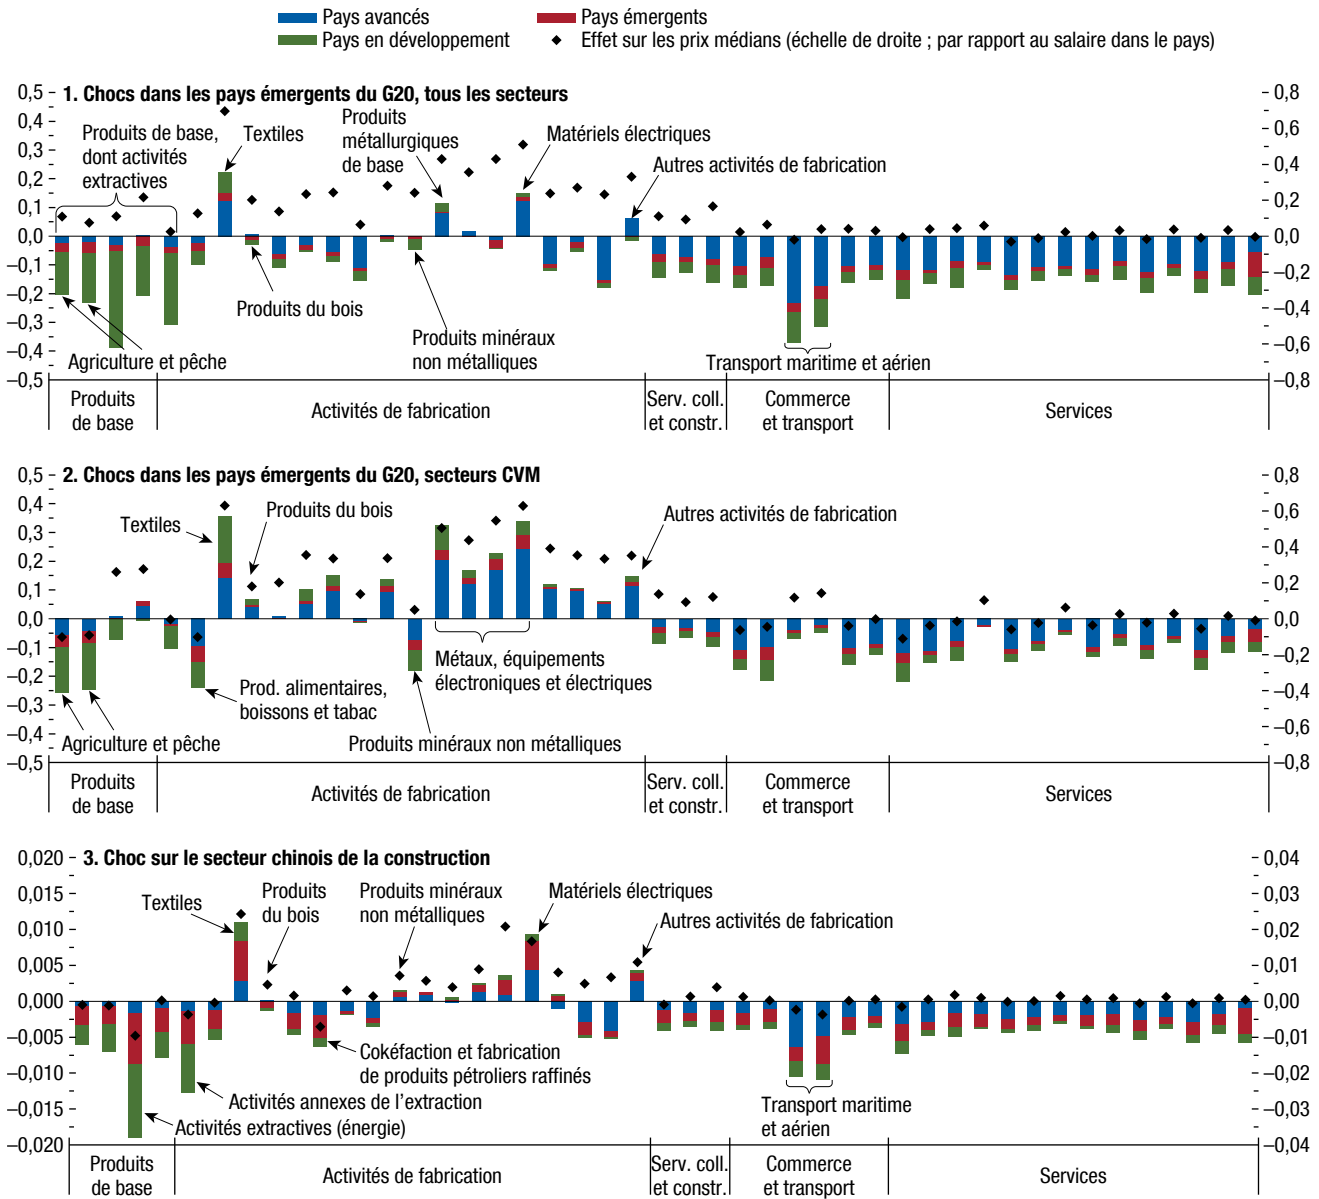 Pays avancés
Pays émergents
Pays en développement
Effet sur les prix médians (échelle de droite ; par rapport au salaire dans le pays)
1. Chocs dans les pays émergents du G20, tous les secteurs
0,5
0,4
0,3
0,2
0,1
0,0
–0,1
–0,2
–0,3
–0,4
–0,5
0,8
0,6
0,4
0,2
0,0
–0,2
–0,4
–0,6
–0,8
Produits de base,
dont activités
extractives
Textiles
Produits
métallurgiques
de base
Matériels électriques
Autres activités de fabrication
Produits du bois
Agriculture et pêche
Produits minéraux
non métalliques
Transport maritime et aérien
Produits
de base
Activités de fabrication
Serv. coll.
et constr.
Commerce
et transport
Services
2. Chocs dans les pays émergents du G20, secteurs CVM
0,5
0,4
0,3
0,2
0,1
0,0
–0,1
–0,2
–0,3
–0,4
–0,5
0,8
0,6
0,4
0,2
0,0
–0,2
–0,4
–0,6
–0,8
Textiles
Produits du bois
Autres activités de fabrication
Métaux, équipements
électroniques et électriques
Prod. alimentaires,
boissons et tabac
Agriculture et pêche
Produits minéraux non métalliques
Produits
de base
Activités de fabrication
Serv. coll.
et constr.
Commerce
et transport
Services
3. Choc sur le secteur chinois de la construction
0,020
0,015
0,010
0,005
0,000
–0,005
–0,010
–0,015
–0,020
0,04
0,03
0,02
0,01
0,00
–0,01
–0,02
–0,03
–0,04
Textiles
Produits
du bois
Produits minéraux
non métalliques
Matériels électriques
Autres activités de fabrication
Cokéfaction et fabrication
de produits pétroliers raffinés
Activités annexes de l’extraction
Activités extractives (énergie)
Transport maritime
et aérien
Produits
de base
Activités de fabrication
Serv. coll.
et constr.
Commerce
et transport
Services